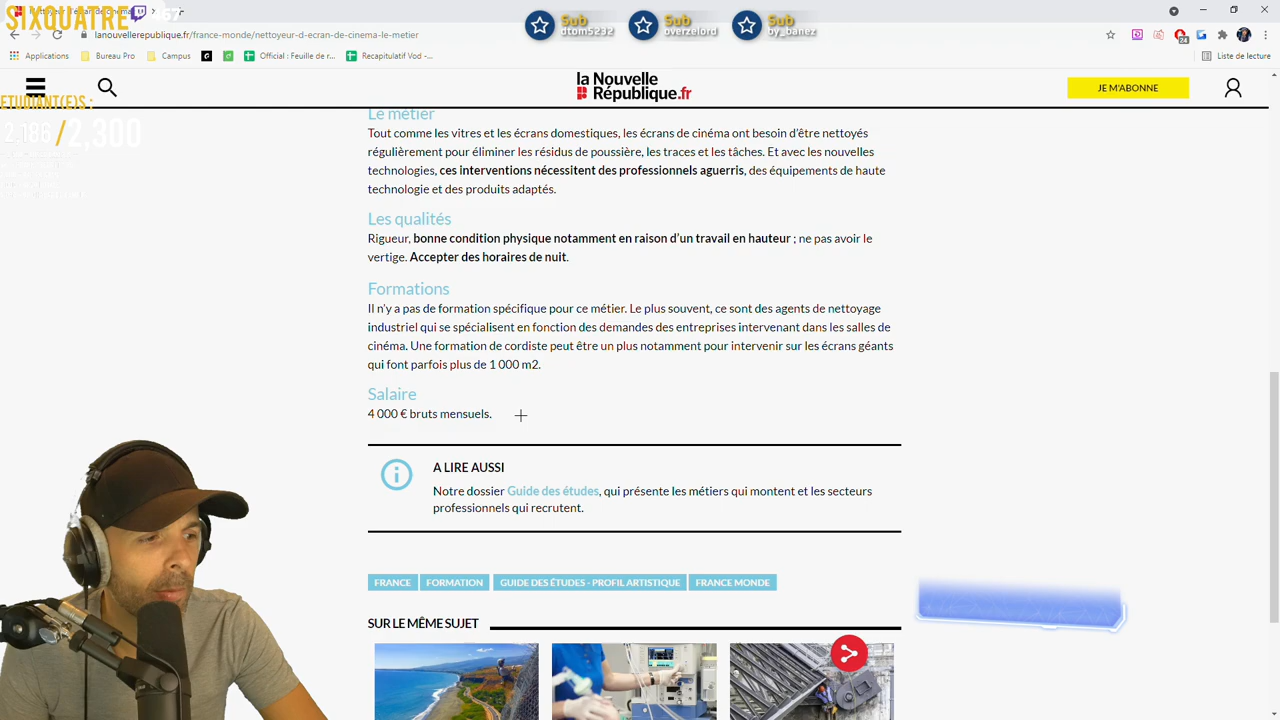 SIXQUATRE
Sub
dtbm5232
Sub
overzelord
Sub
by_banez
lanouvellerepublique.fr/france-monde/nettoyeur-d-ecran-de-cinema-le-metier
24
Applications
Bureau Pro
Campus
Official : Feuille de r...
Recapitulatif Vod -...
Liste de lecture
ETUDIANT(E)S :
2,186/2,300
la Nouvelle
République.fr
JE M'ABONNE
Le métier
Tout comme les vitres et les écrans domestiques, les écrans de cinéma ont besoin d'être nettoyés
régulièrement pour éliminer les résidus de poussière, les traces et les tâches. Et avec les nouvelles
technologies, ces interventions nécessitent des professionnels aguerris, des équipements de haute
technologie et des produits adaptés.
Les qualités
Rigueur, bonne condition physique notamment en raison d'un travail en hauteur ; ne pas avoir le
vertige. Accepter des horaires de nuit.
Formations
Il n'y a pas de formation spécifique pour ce métier. Le plus souvent, ce sont des agents de nettoyage
industriel qui se spécialisent en fonction des demandes des entreprises intervenant dans les salles de
cinéma. Une formation de cordiste peut être un plus notamment pour intervenir sur les écrans géants
qui font parfois plus de 1 000 m2.
Salaire
4 000 € bruts mensuels.
A LIRE AUSSI
Notre dossier Guide des études, qui présente les métiers qui montent et les secteurs
professionnels qui recrutent.
FRANCE
FORMATION
GUIDE DES ÉTUDES - PROFIL ARTISTIQUE
FRANCE MONDE
SUR LE MÊME SUJET